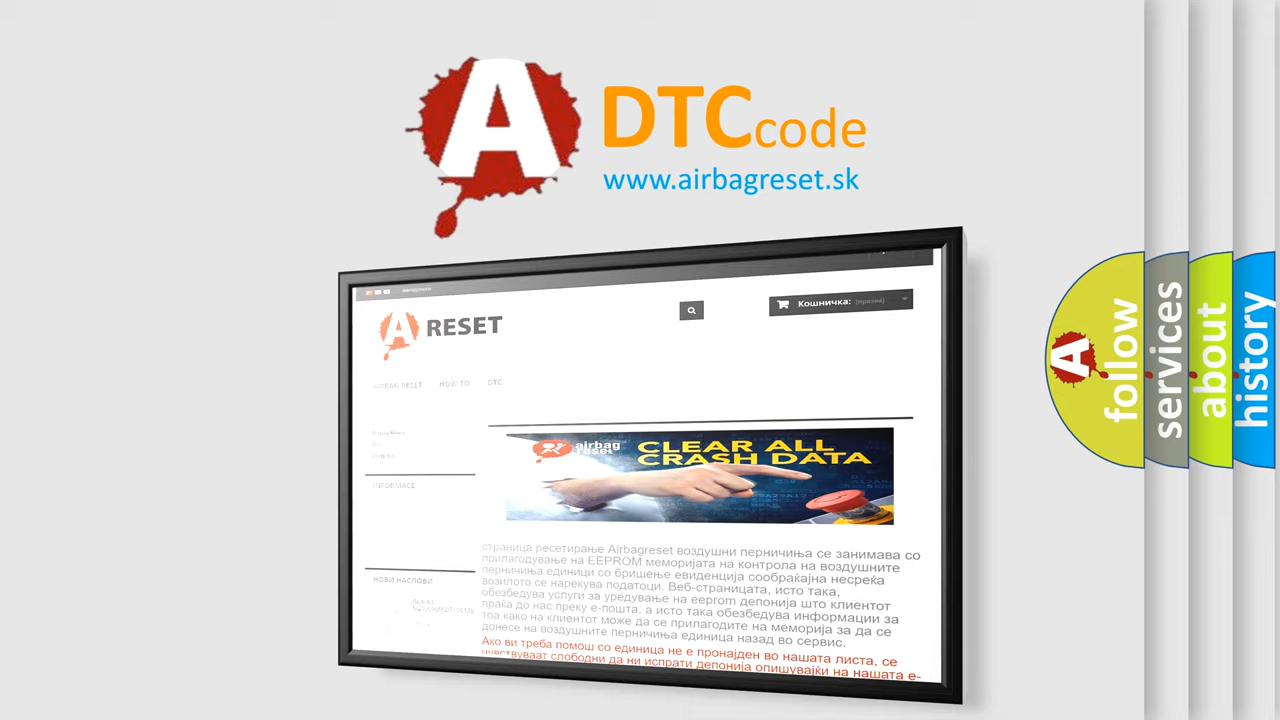 A
DTC code
www.airbagreset.sk
A RESET
Кошничка: (празни)
AIRBAG RESET HOW TO DTC
airbag reset
CLEAR ALL
CRASH DATA
INFORMACE
НОВИ НАСЛОВИ
страница ресетирање Airbagreset воздушни перничиња се занимава со
прилагодување на EEPROM меморијата на контрола на воздушните
перничиња единици со бришење евиденција сообраќајна несреќа
возилото се нарекува податоци. Веб-страницата, исто така,
обезбедува услуги за уредување на eeprom депонија што клиентот
праќа до нас преку е-пошта, а исто така обезбедува информации за
тоа како на клиентот може да се прилагодите на меморија за да се
донесе на воздушните перничиња единица назад во сервис.
Ако ви треба помош со единица не е пронајден во нашата листа, се
чувствуваат слободни да ни испрати депонија опишувајќи на нашата е-
A
follow
services
about
history